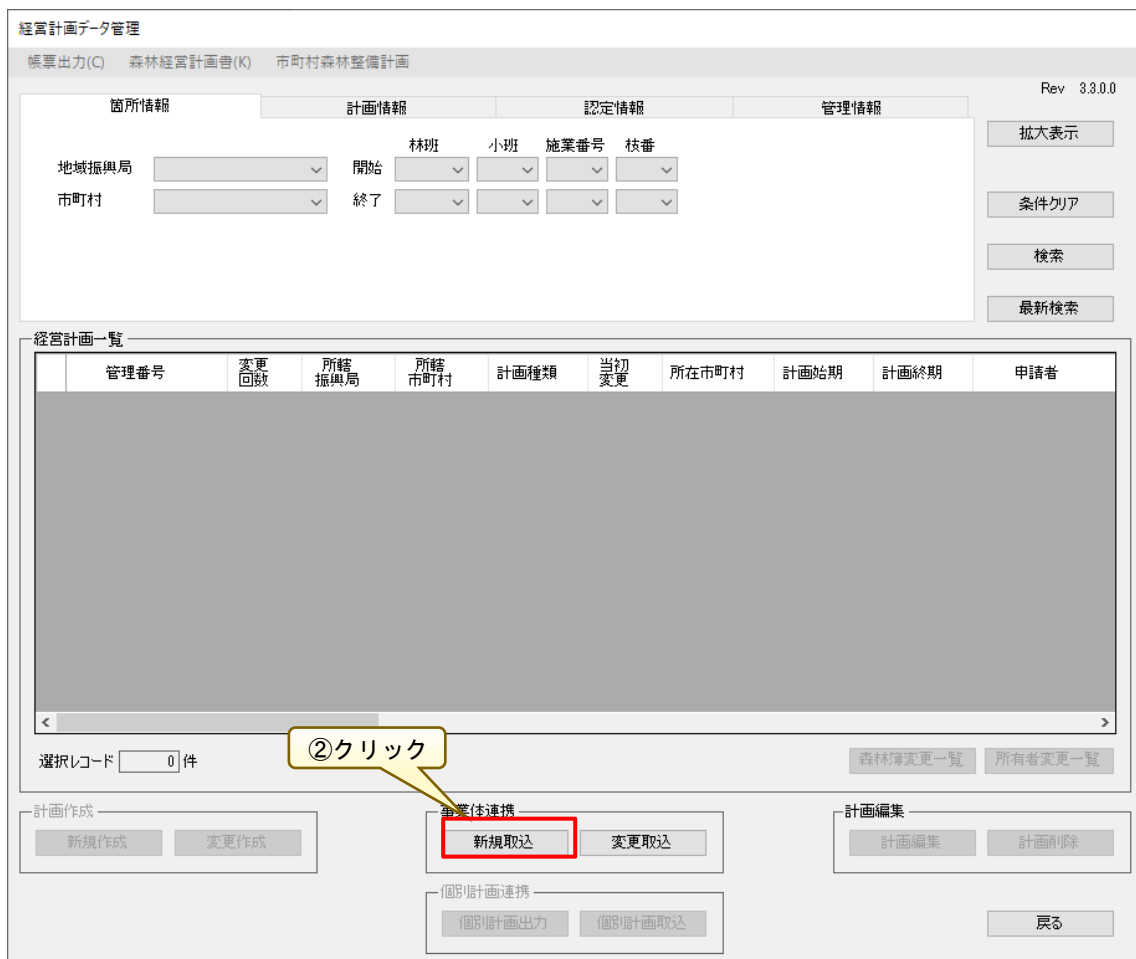 経営計画データ管理
帳票出力(C) 森林経営計画書(K) 市町村森林整備計画
Rev 3.3.0.0
箇所情報 計画情報 認定情報 管理情報
拡大表示
林班 小班 施業番号 枝番
地域振興局 開始
市町村 終了
条件クリア
検索
最新検索
経営計画一覧
管理番号 変更回数 所轄振興局 所轄市町村 計画種類 当初変更 所在市町村 計画始期 計画終期 申請者
②クリック
選択レコード 0 件
森林簿変更一覧 所有者変更一覧
計画作成 事業体連携 計画編集
新規作成 変更作成 新規取込 変更取込 計画編集 計画削除
個別計画連携
個別計画出力 個別計画取込
戻る